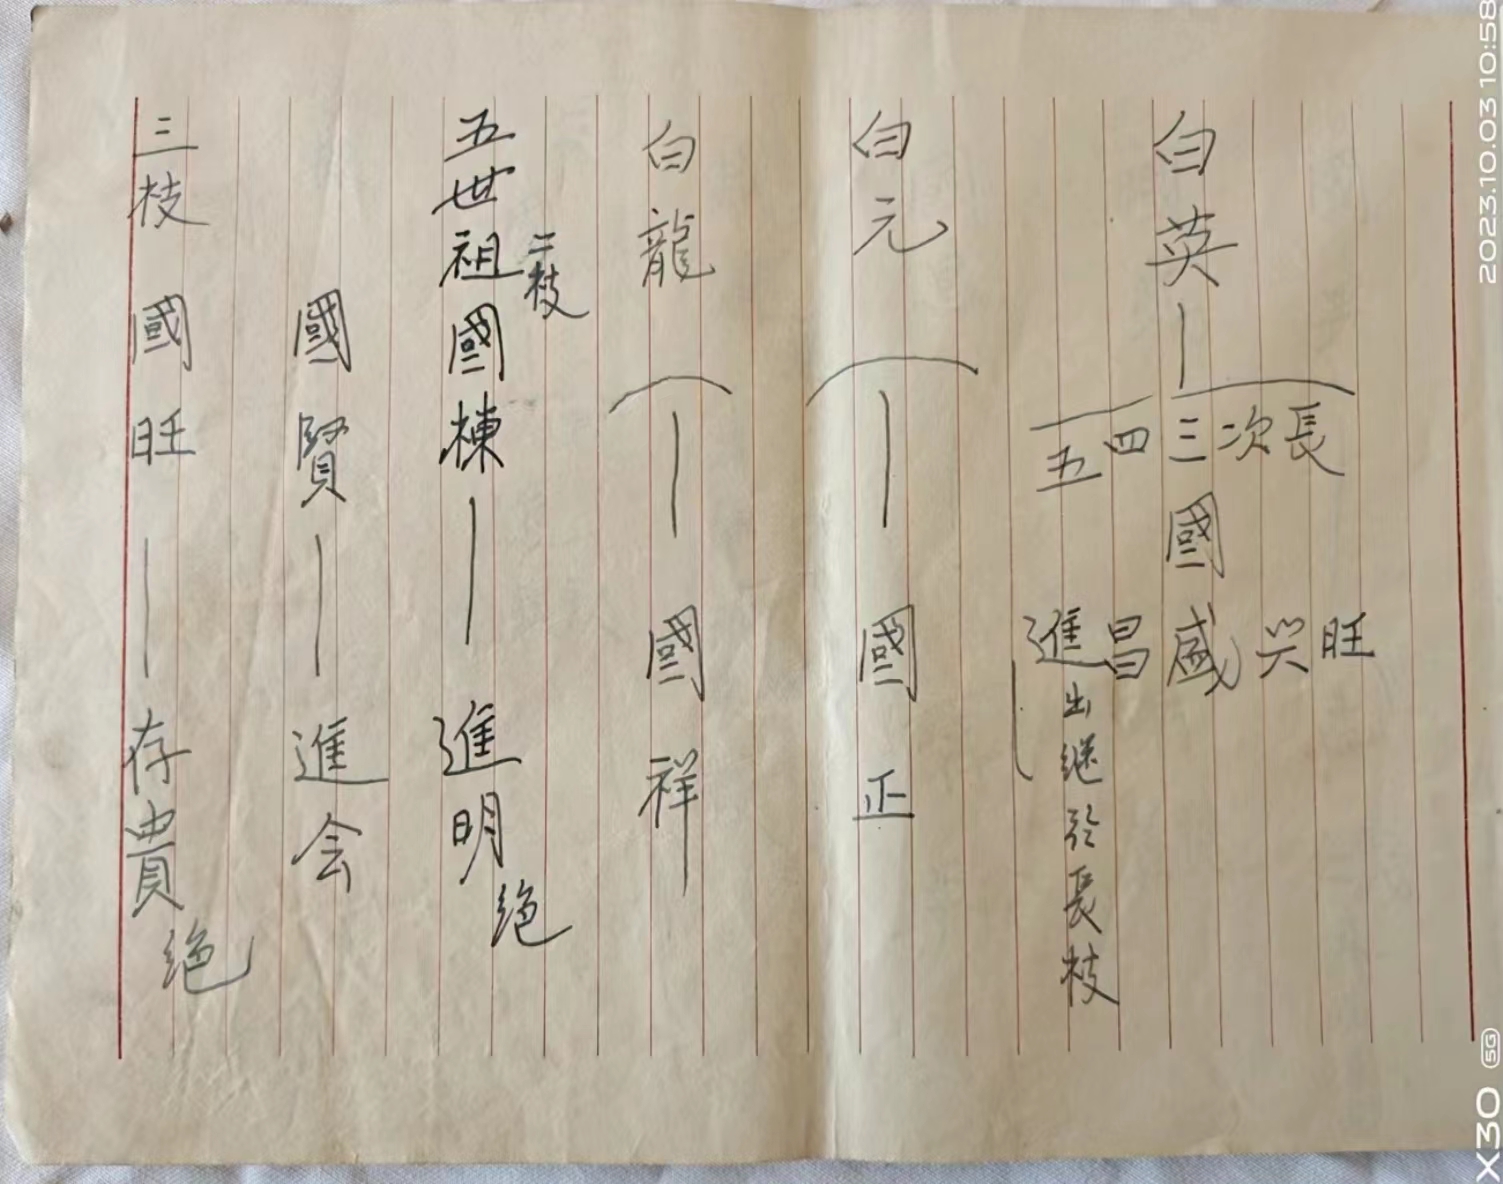 白英
長次三四五
國
旺兴盛昌進
出继於長枝
白元
國正
白龍
國祥
五世祖國棟
二枝
進明
绝
國賢
進会
三枝
國旺
存貴
绝
2023.10.03 10:58
X30 5G